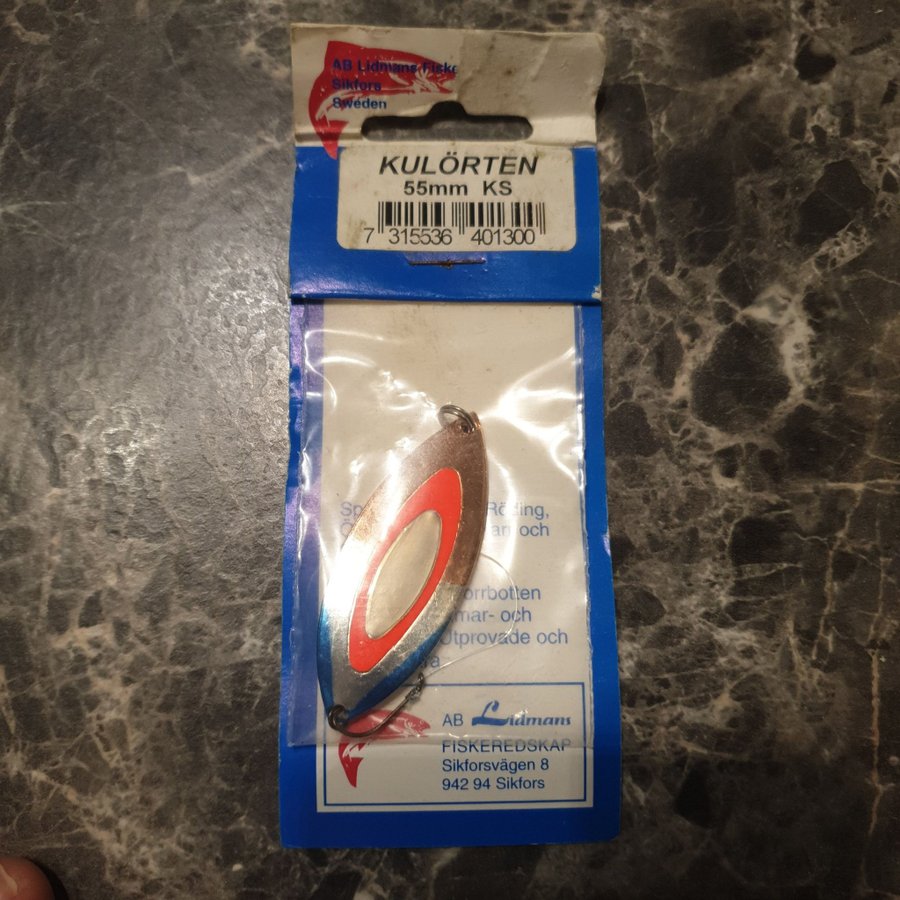 AB Lidmans Fiske
Sikfors
Sweden
KULÖRTEN
55mm KS
7 315536 401300
Röding,
och
orrbotten
mar- och
Utprovade och
AB Lidmans
FISKEREDSKAP
Sikforsvägen 8
942 94 Sikfors